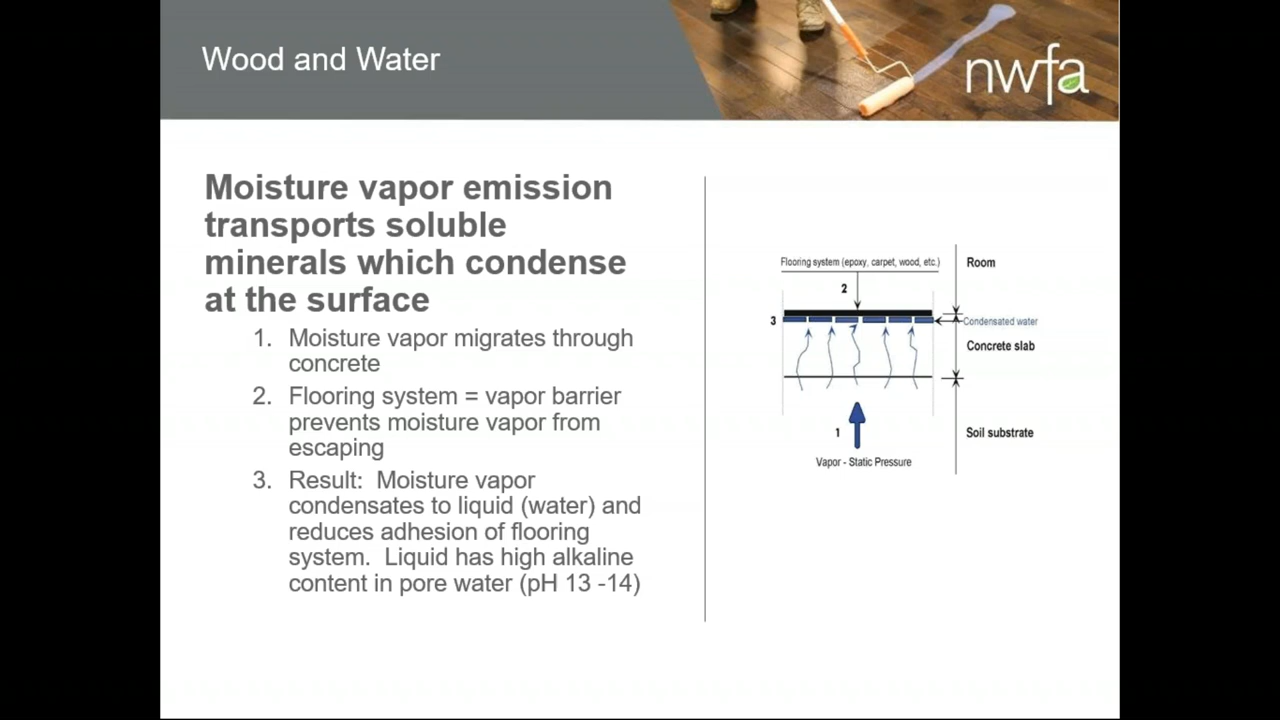 Wood and Water
nwfa
Moisture vapor emission
transports soluble
minerals which condense
at the surface
1. Moisture vapor migrates through
concrete
2. Flooring system = vapor barrier
prevents moisture vapor from
escaping
3. Result: Moisture vapor
condensates to liquid (water) and
reduces adhesion of flooring
system. Liquid has high alkaline
content in pore water (pH 13 -14)
Flooring system (epoxy, carpet, wood, etc.)
Room
2
3
Condensated water
Concrete slab
1
Soil substrate
Vapor - Static Pressure